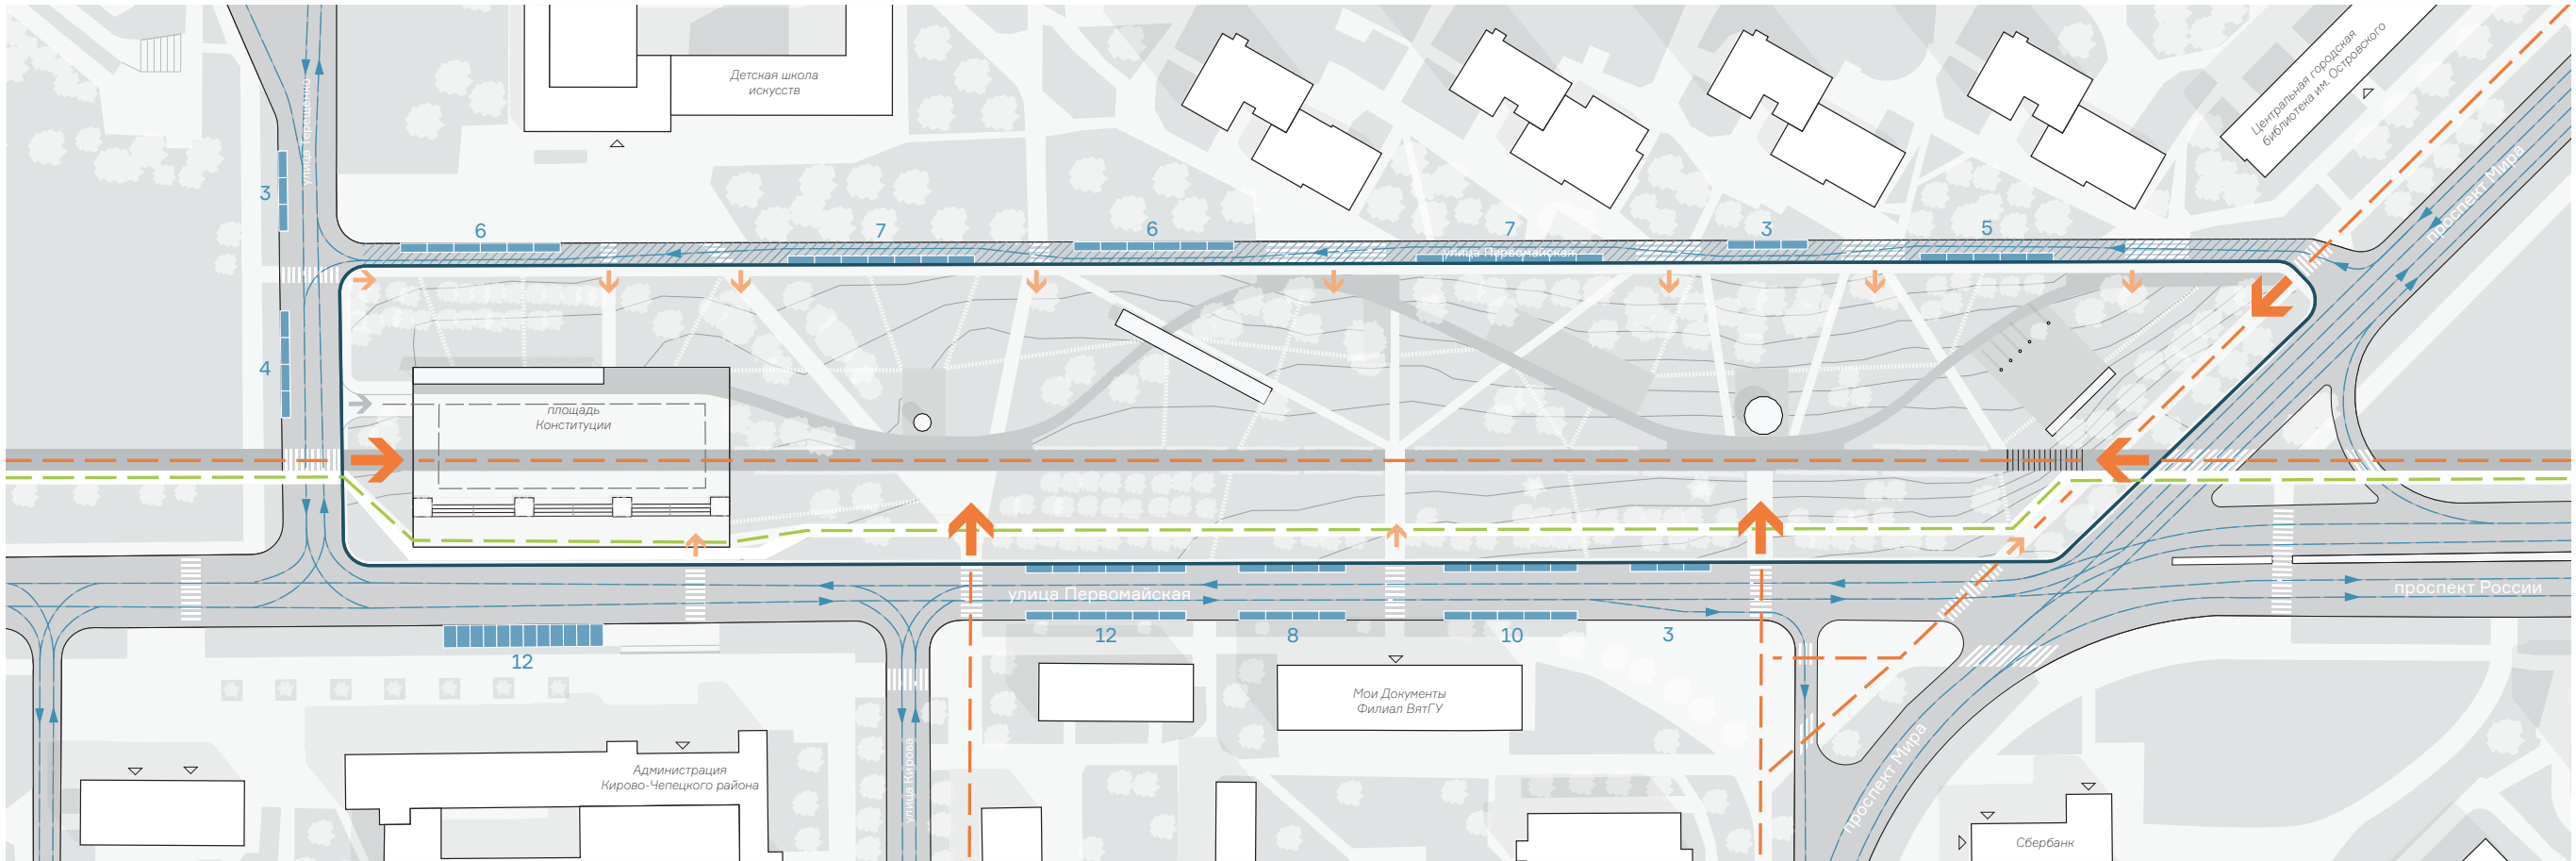 Детская школа
искусств
Центральная городская
библиотека им. Островского
улица Терещенко
проспект Мира
3
6
7
6
7
3
5
улица Первомайская
4
площадь
Конституции
улица Первомайская
проспект России
12
12
8
10
3
Мои Документы
Филиал ВятГУ
Администрация
Кирово-Чепецкого района
улица Кирова
проспект Мира
Сбербанк